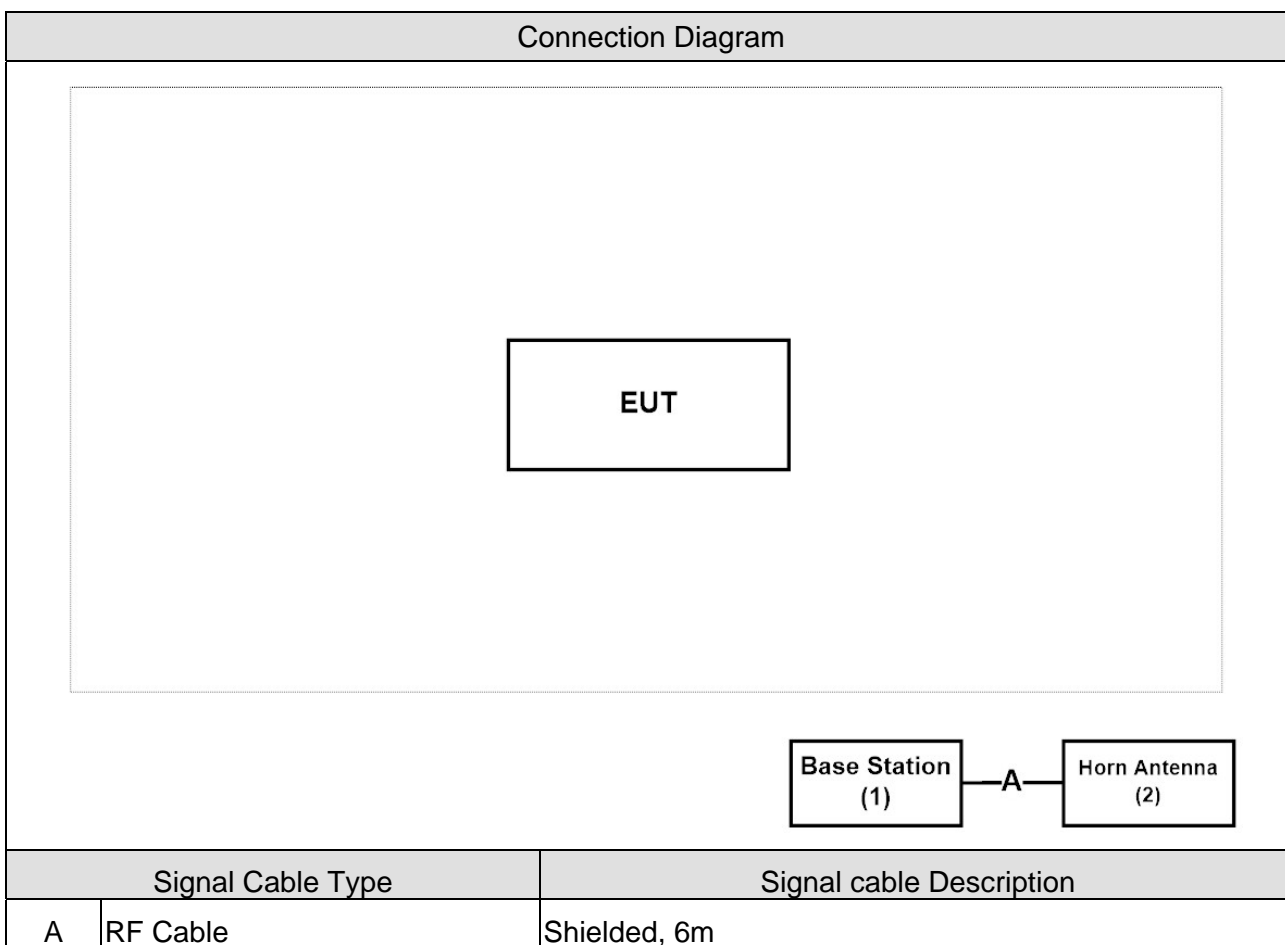 Connection Diagram
EUT
Base Station
(1)
A
Horn Antenna
(2)
Signal Cable Type Signal cable Description
A RF Cable Shielded, 6m